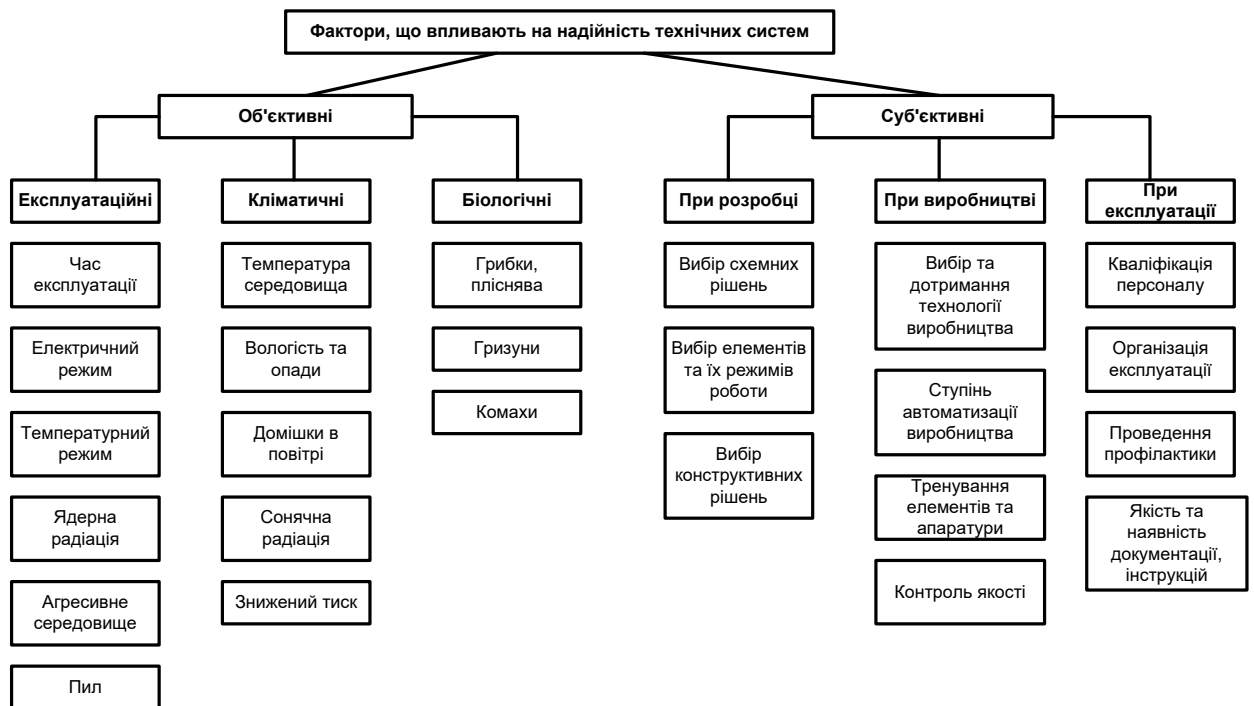 Фактори, що впливають на надійність технічних систем
Об'єктивні
Суб'єктивні
Експлуатаційні
Кліматичні
Біологічні
При розробці
При виробництві
При
експлуатації
Час
експлуатації
Електричний
режим
Температурний
режим
Ядерна
радіація
Агресивне
середовище
Пил
Температура
середовища
Вологість та
опади
Домішки в
повітрі
Сонячна
радіація
Знижений тиск
Грибки,
пліснява
Гризуни
Комахи
Вибір схемних
рішень
Вибір елементів
та їх режимів
роботи
Вибір
конструктивних
рішень
Вибір та
дотримання
технології
виробництва
Ступінь
автоматизації
виробництва
Тренування
елементів та
апаратури
Контроль якості
Кваліфікація
персоналу
Організація
експлуатації
Проведення
профілактики
Якість та
наявність
документації,
інструкцій